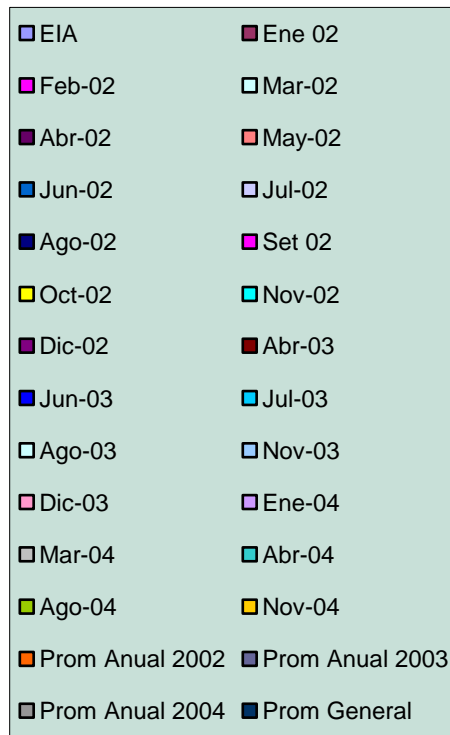 EIA Ene 02
Feb-02 Mar-02
Abr-02 May-02
Jun-02 Jul-02
Ago-02 Set 02
Oct-02 Nov-02
Dic-02 Abr-03
Jun-03 Jul-03
Ago-03 Nov-03
Dic-03 Ene-04
Mar-04 Abr-04
Ago-04 Nov-04
Prom Anual 2002 Prom Anual 2003
Prom Anual 2004 Prom General